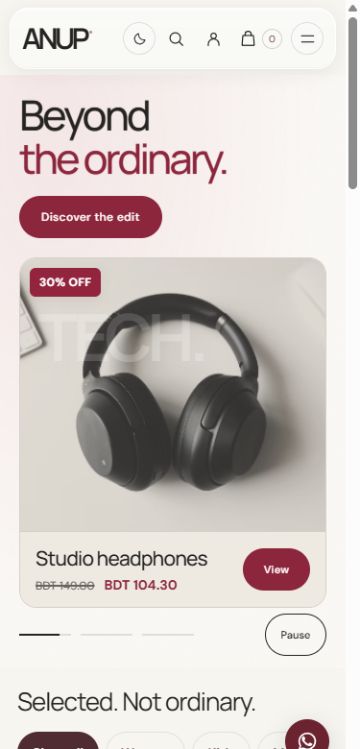 ANUP
0
Beyond
the ordinary.
Discover the edit
30% OFF
TECH.
Studio headphones
BDT 149.00 BDT 104.30
View
Pause
Selected. Not ordinary.